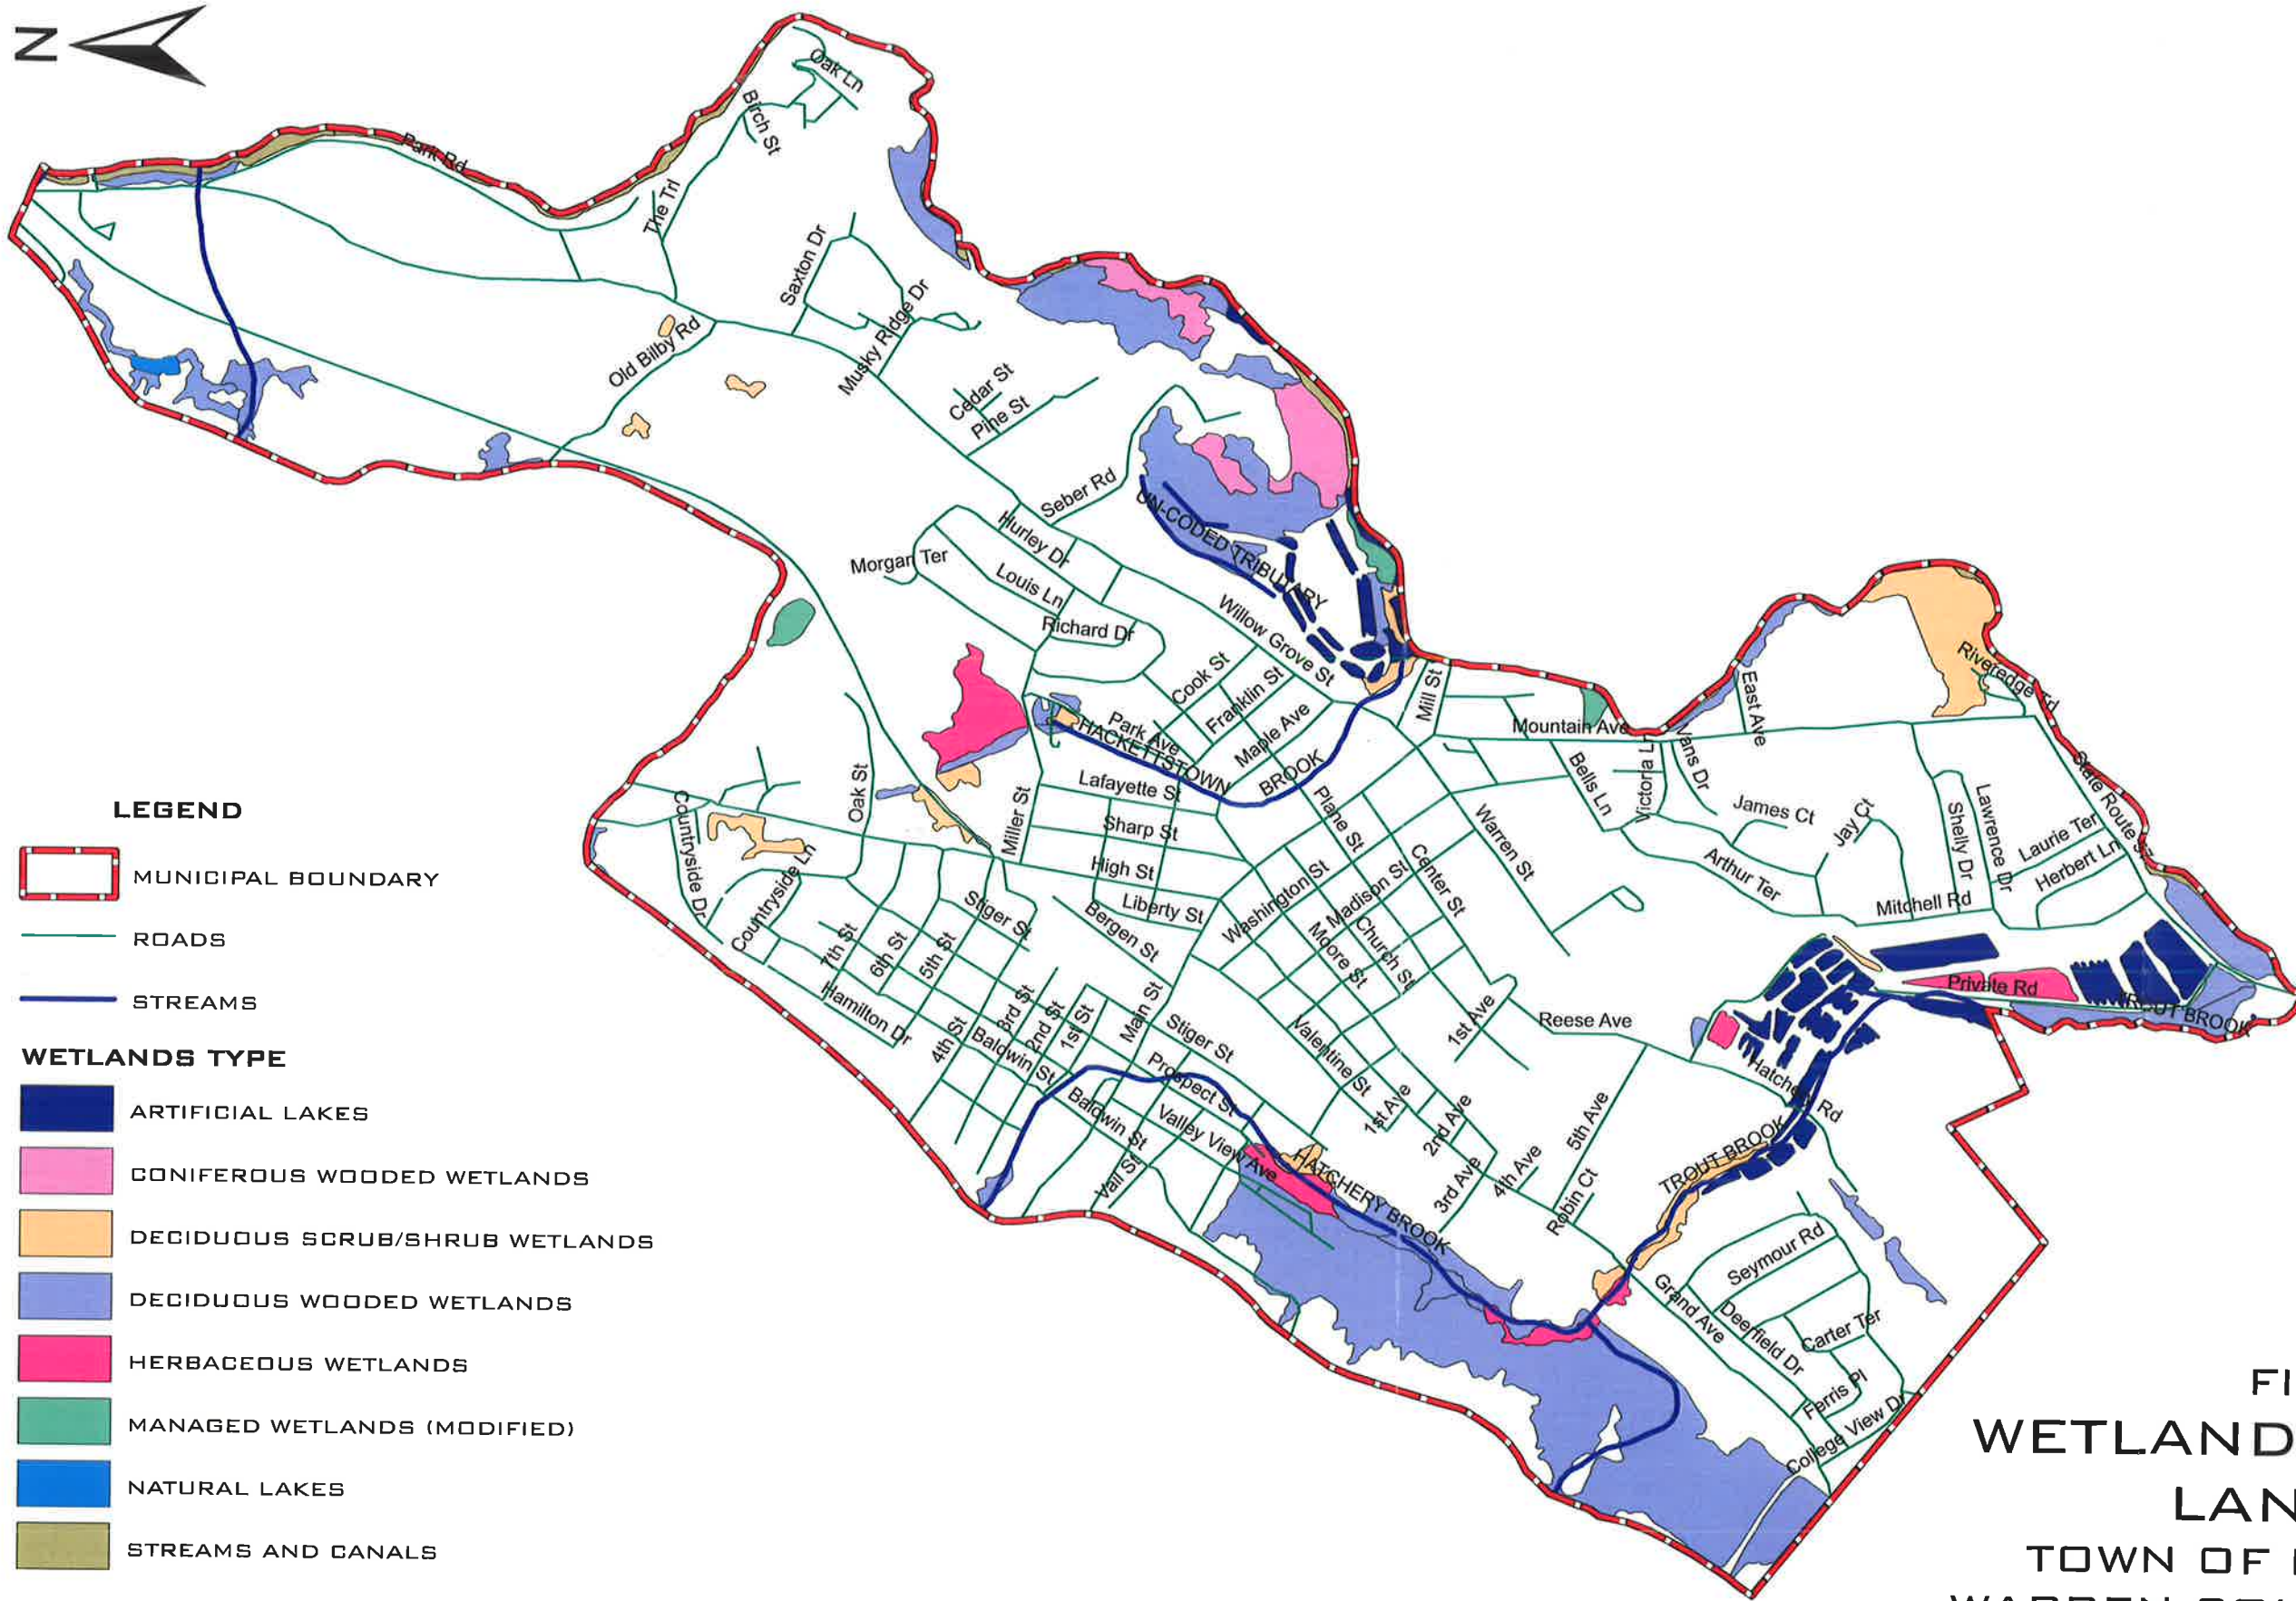 N
Oak Ln
Birch St
Park Rd
The Trl
Saxton Dr
Musky Ridge Dr
Old Bilby Rd
Cedar St
Pine St
Seber Rd
UN-CODED TRIBUTARY
Hurley Dr
Morgan Ter
Louis Ln
Richard Dr
Willow Grove St
Cook St
Franklin St
Park Ave
Maple Ave
HACKETTSTOWN
BROOK
Mill St
Mountain Ave
East Ave
Riveredge Trl
Victoria Ln
Vans Dr
Bells Ln
James Ct
Jay Ct
Shelly Dr
Lawrence Dr
Laurie Ter
Herbert Ln
State Route 57
Arthur Ter
Mitchell Rd
Oak St
Countryside Dr
Countryside Ln
Miller St
Lafayette St
Sharp St
High St
Liberty St
Plane St
Warren St
Center St
Washington St
Madison St
Church St
Moore St
Bergen St
Stiger St
7th St
6th St
5th St
Hamilton Dr
4th St
3rd St
2nd St
1st St
Baldwin St
Main St
Stiger St
Prospect St
Baldwin St
Valley View Ave
Vail St
Valentine St
1st Ave
1st Ave
2nd Ave
3rd Ave
4th Ave
5th Ave
Robin Ct
Reese Ave
Private Rd
TROUT BROOK
Hatchery Rd
TROUT BROOK
HATCHERY BROOK
Seymour Rd
Grand Ave
Deerfield Dr
Carter Ter
Ferris Pl
College View Dr
LEGEND
MUNICIPAL BOUNDARY
ROADS
STREAMS
WETLANDS TYPE
ARTIFICIAL LAKES
CONIFEROUS WOODED WETLANDS
DECIDUOUS SCRUB/SHRUB WETLANDS
DECIDUOUS WOODED WETLANDS
HERBACEOUS WETLANDS
MANAGED WETLANDS (MODIFIED)
NATURAL LAKES
STREAMS AND CANALS
FI
WETLAND
LAN
TOWN OF
WARREN